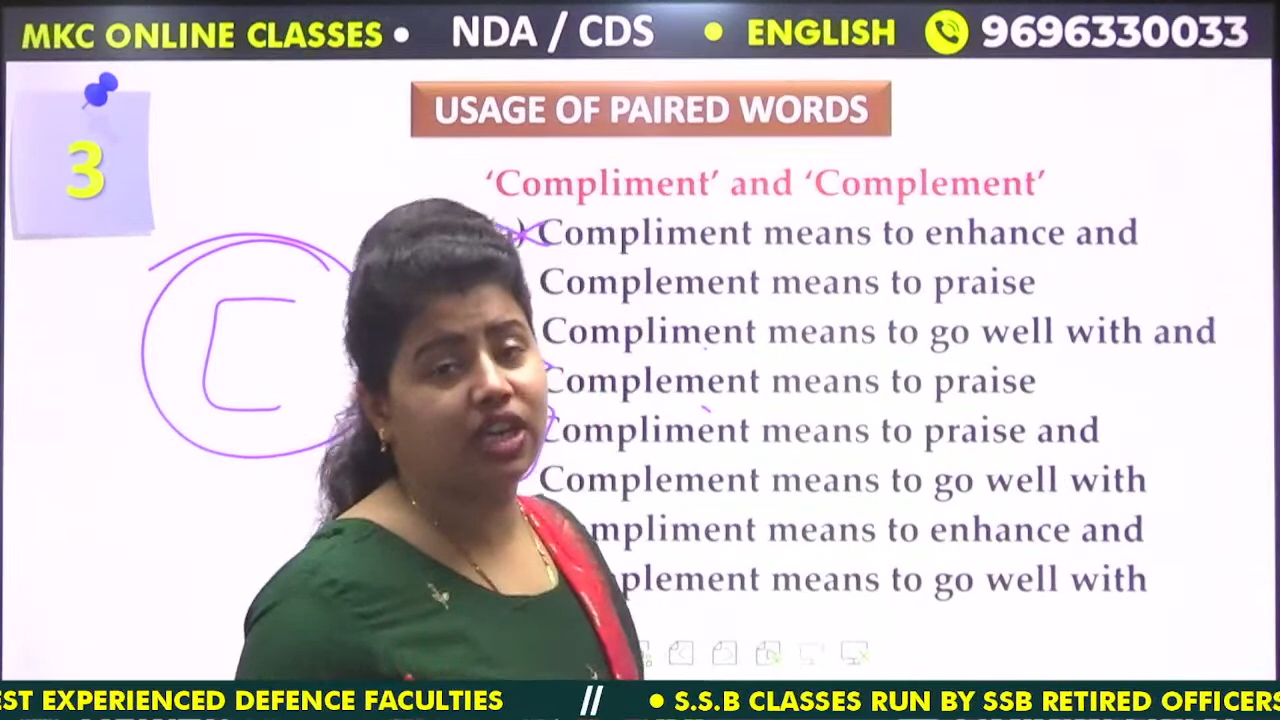 MKC ONLINE CLASSES • NDA / CDS • ENGLISH 9696330033
3
USAGE OF PAIRED WORDS
‘Compliment’ and ‘Complement’
(a) Compliment means to enhance and
Complement means to praise
Compliment means to go well with and
Complement means to praise
Compliment means to praise and
Complement means to go well with
mpliment means to enhance and
plement means to go well with
C
EST EXPERIENCED DEFENCE FACULTIES // • S.S.B CLASSES RUN BY SSB RETIRED OFFICERS